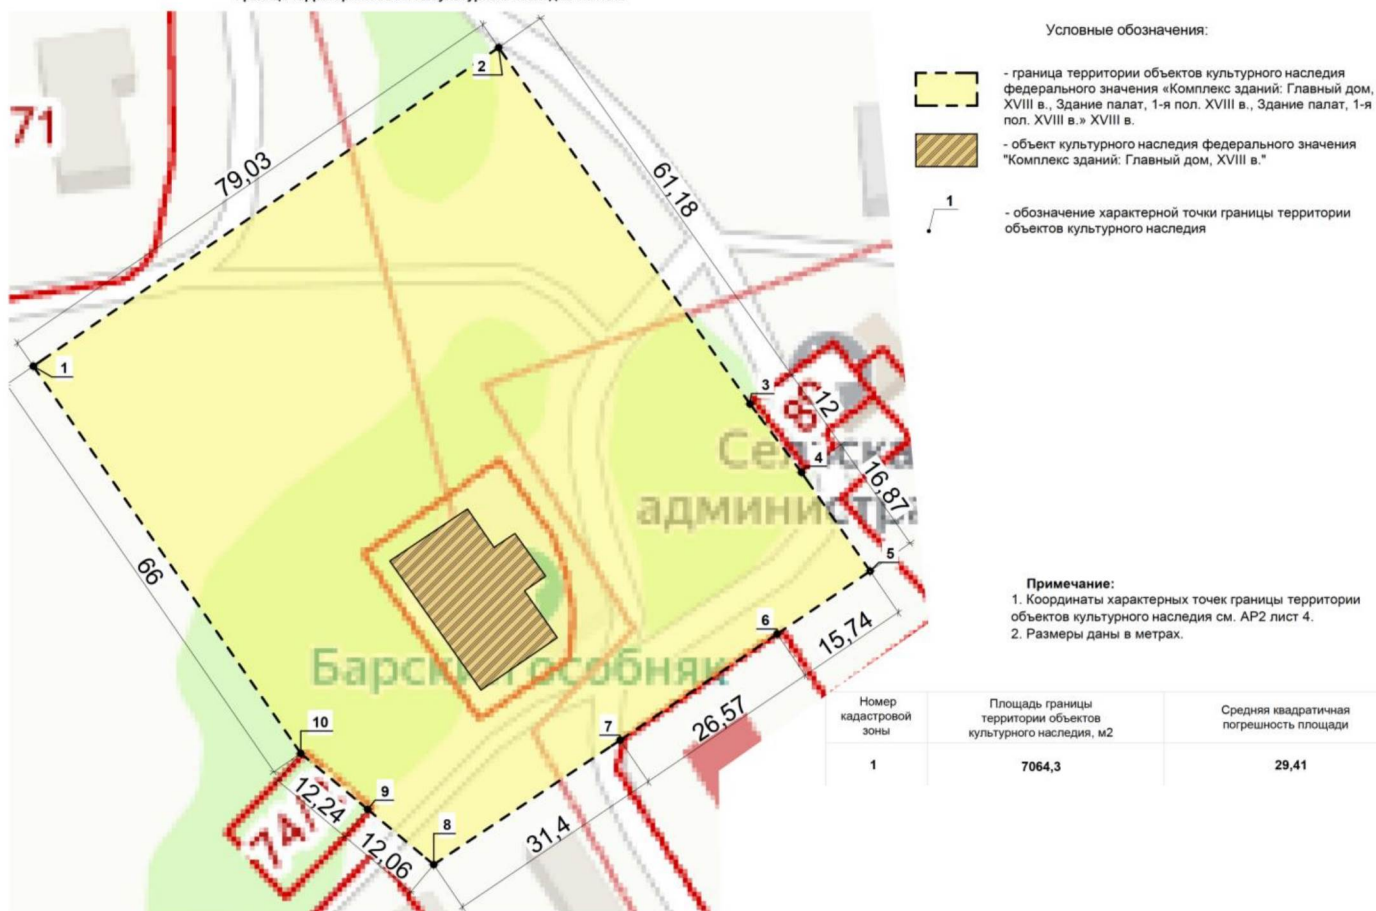 Условные обозначения:
- граница территории объектов культурного наследия
федерального значения «Комплекс зданий: Главный дом,
XVIII в., Здание палат, 1-я пол. XVIII в., Здание палат, 1-я
пол. XVIII в.» XVIII в.
- объект культурного наследия федерального значения
"Комплекс зданий: Главный дом, XVIII в."
1
- обозначение характерной точки границы территории
объектов культурного наследия
2
71
79,03
61,18
1
3
12
4
16,87
5
66
Барский особняк
6
15,74
26,57
7
10
12,24
9
12,06
8
31,4
Примечание:
1. Координаты характерных точек границы территории
объектов культурного наследия см. АР2 лист 4.
2. Размеры даны в метрах.
Номер
кадастровой
зоны
Площадь границы
территории объектов
культурного наследия, м2
Средняя квадратичная
погрешность площади
1
7064,3
29,41